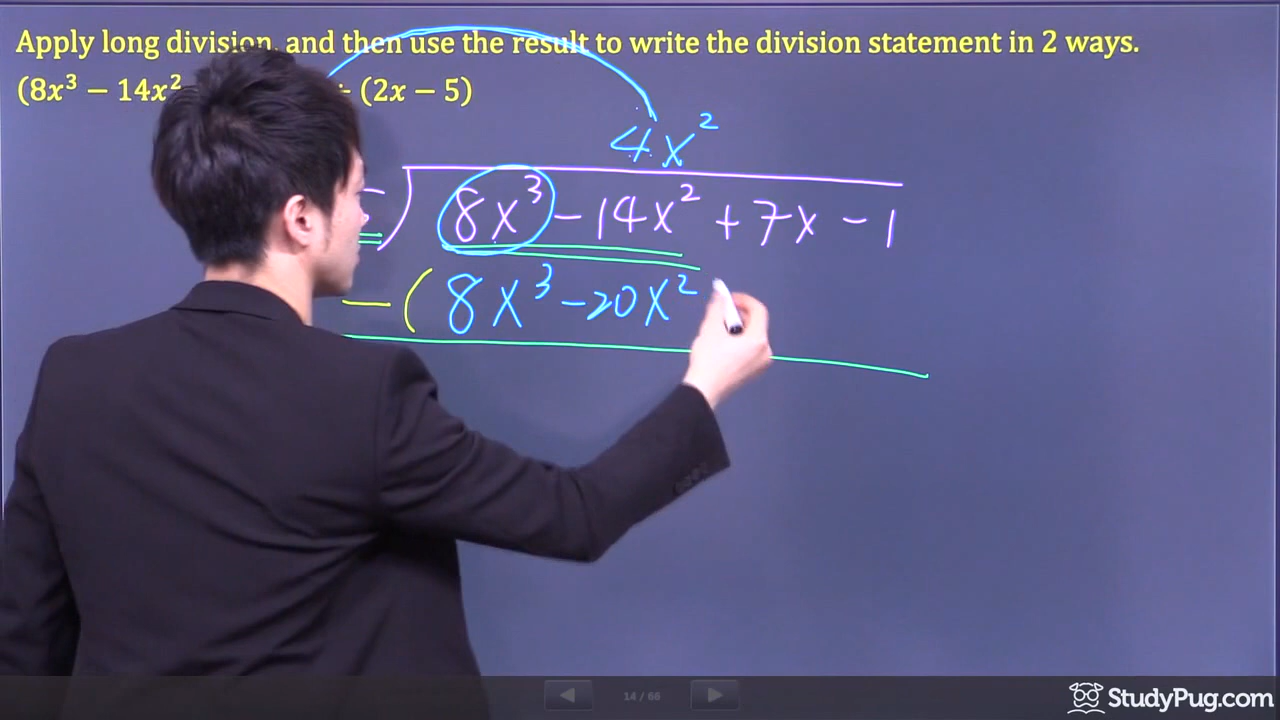 Apply long division, and then use the result to write the division statement in 2 ways.
(8x³ − 14x² ÷ (2x − 5)
4x²
) 8x³ − 14x² + 7x − 1
− ( 8x³ − 20x²
14 / 66
StudyPug.com